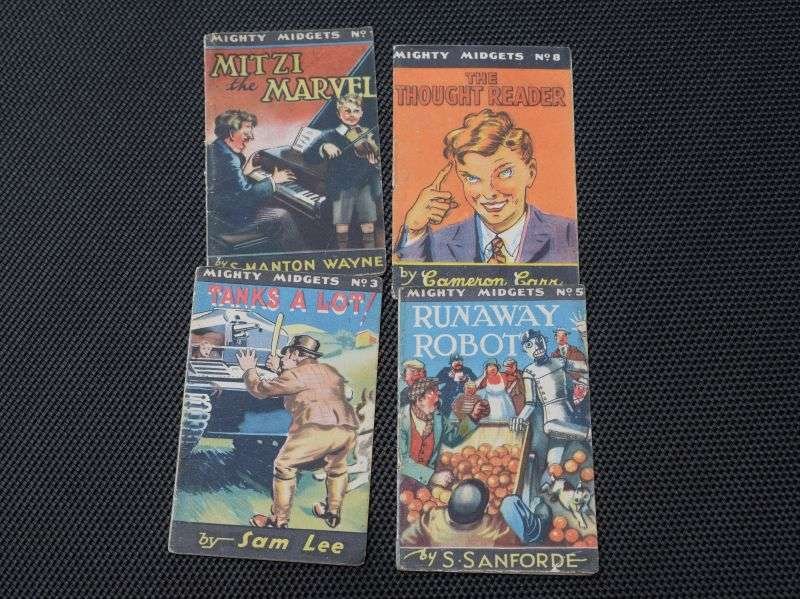 MIGHTY MIDGETS Nº
MITZI
the MARVEL
by S. MANTON WAYNE
MIGHTY MIDGETS Nº 8
THE
THOUGHT READER
by Cameron Carr
MIGHTY MIDGETS Nº 3
TANKS A LOT!
by Sam Lee
MIGHTY MIDGETS Nº 5
RUNAWAY
ROBOT
by S. SANFORDE